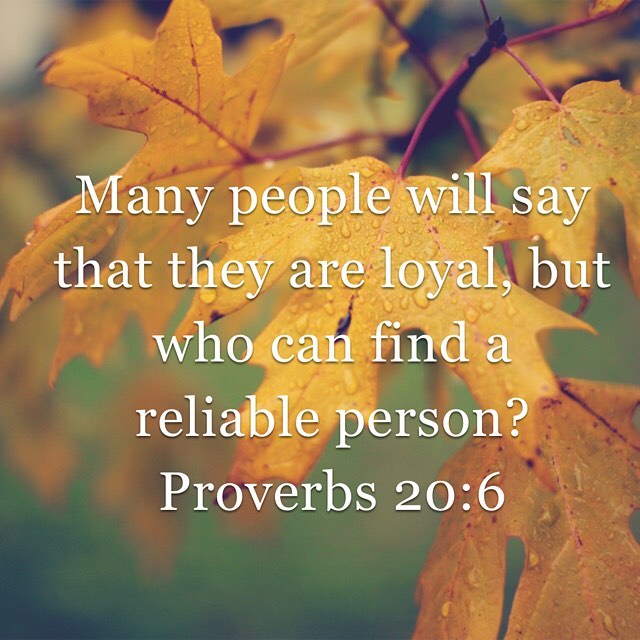 Many people will say
that they are loyal, but
who can find a
reliable person?
Proverbs 20:6